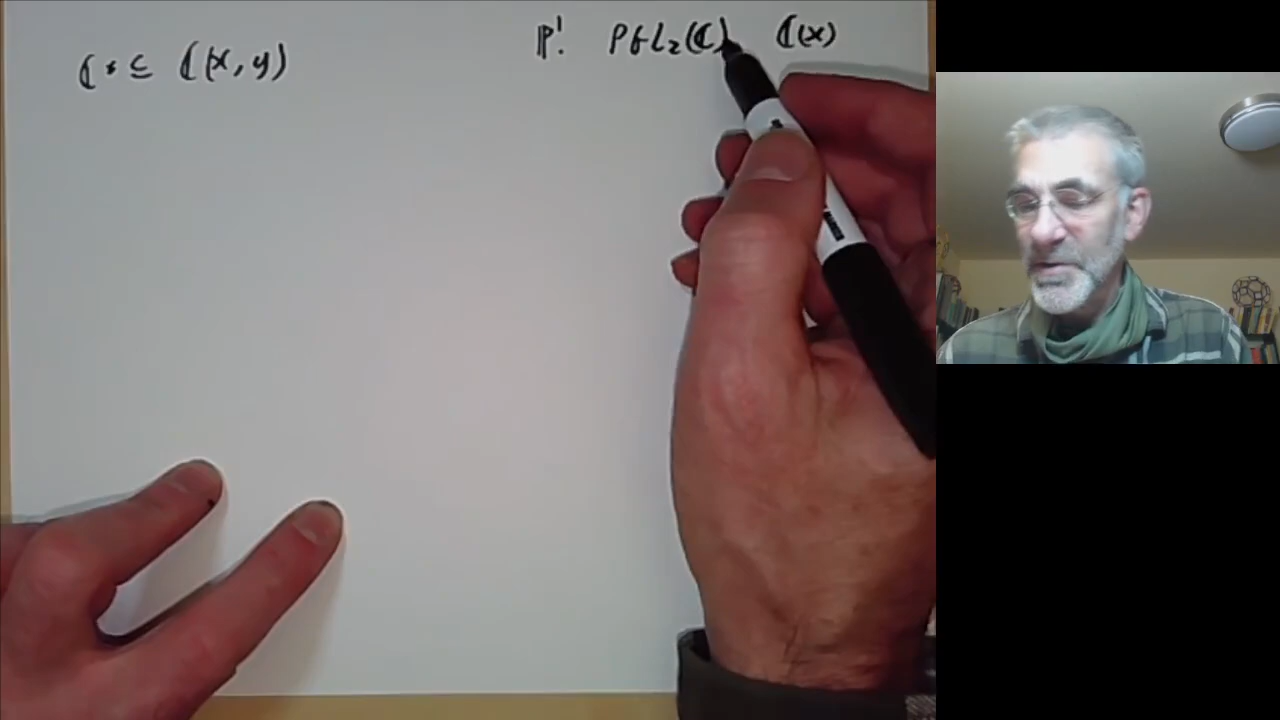 ℙ¹. PGL₂(ℂ) ℂ(x)
ℂ * ⊆ ℂ(x, y)